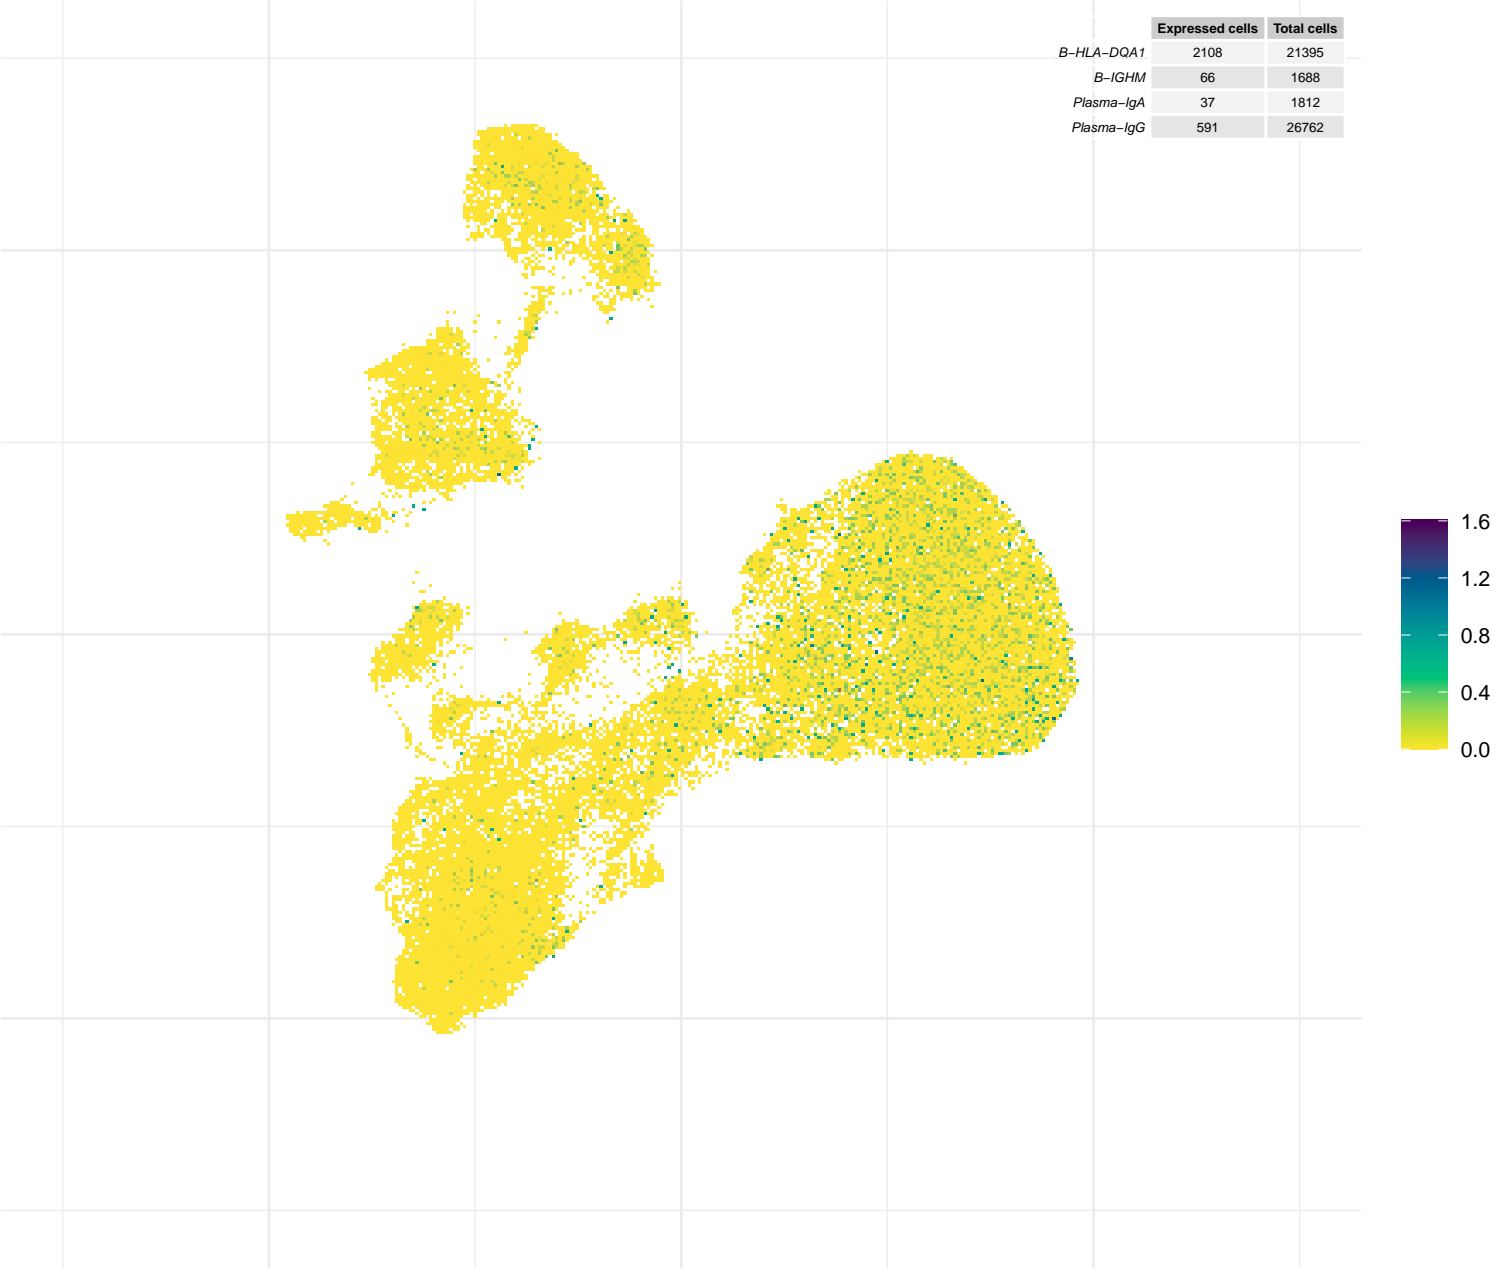 Expressed cells Total cells
B−HLA−DQA1 2108 21395
B−IGHM 66 1688
Plasma−IgA 37 1812
Plasma−IgG 591 26762
1.6
1.2
0.8
0.4
0.0